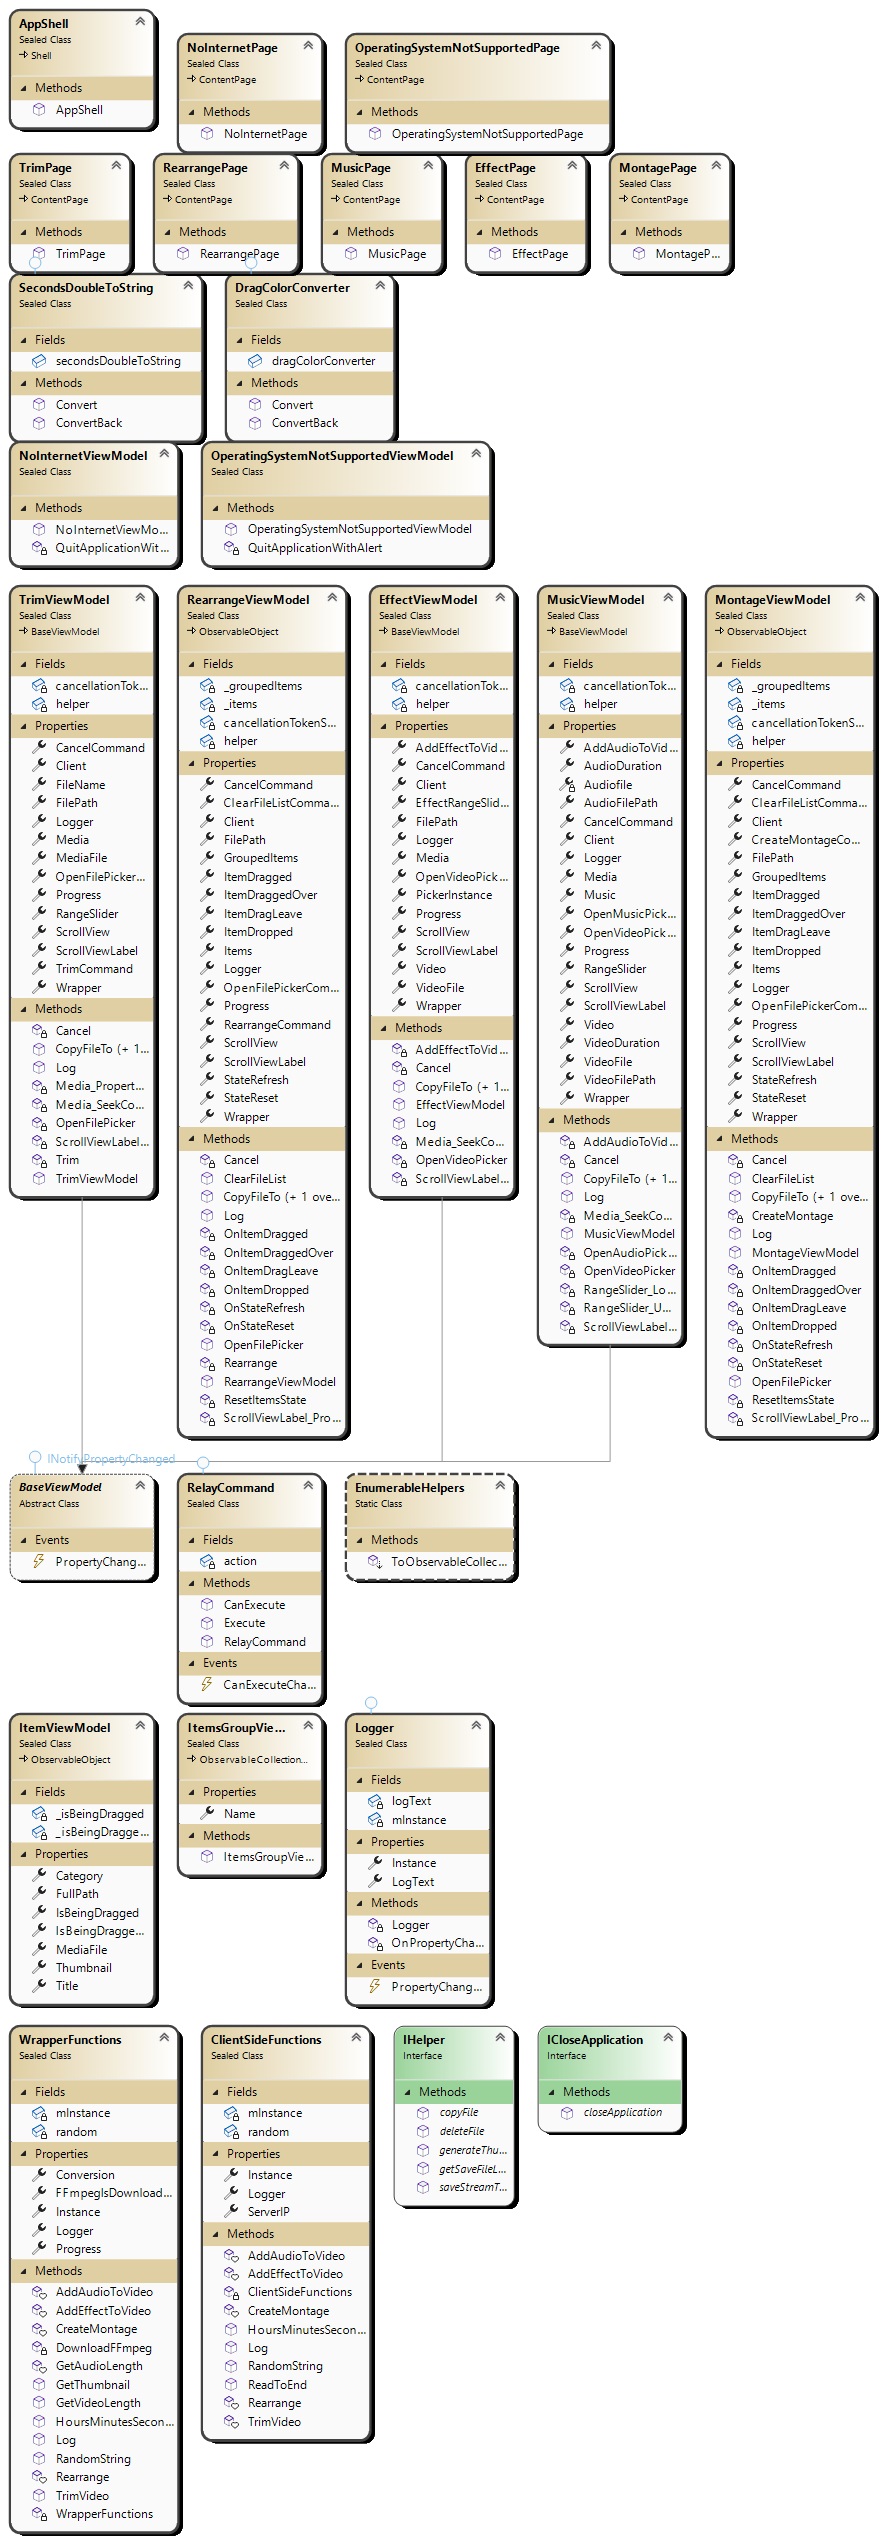 AppShell
Sealed Class
Shell
Methods
AppShell
NoInternetPage
Sealed Class
ContentPage
Methods
NoInternetPage
OperatingSystemNotSupportedPage
Sealed Class
ContentPage
Methods
OperatingSystemNotSupportedPage
TrimPage
Sealed Class
ContentPage
Methods
TrimPage
RearrangePage
Sealed Class
ContentPage
Methods
RearrangePage
MusicPage
Sealed Class
ContentPage
Methods
MusicPage
EffectPage
Sealed Class
ContentPage
Methods
EffectPage
MontagePage
Sealed Class
ContentPage
Methods
MontageP...
SecondsDoubleToString
Sealed Class
Fields
secondsDoubleToString
Methods
Convert
ConvertBack
DragColorConverter
Sealed Class
Fields
dragColorConverter
Methods
Convert
ConvertBack
NoInternetViewModel
Sealed Class
Methods
NoInternetViewMo...
QuitApplicationWit...
OperatingSystemNotSupportedViewModel
Sealed Class
Methods
OperatingSystemNotSupportedViewModel
QuitApplicationWithAlert
TrimViewModel
Sealed Class
BaseViewModel
Fields
cancellationTok...
helper
Properties
CancelCommand
Client
FileName
FilePath
Logger
Media
MediaFile
OpenFilePicker...
Progress
RangeSlider
ScrollView
ScrollViewLabel
TrimCommand
Wrapper
Methods
Cancel
CopyFileTo (+ 1...
Log
Media_Propert...
Media_SeekCo...
OpenFilePicker
ScrollViewLabel...
Trim
TrimViewModel
RearrangeViewModel
Sealed Class
ObservableObject
Fields
_groupedItems
_items
cancellationTokenS...
helper
Properties
CancelCommand
ClearFileListComma...
Client
FilePath
GroupedItems
ItemDragged
ItemDraggedOver
ItemDragLeave
ItemDropped
Items
Logger
OpenFilePickerCom...
Progress
RearrangeCommand
ScrollView
ScrollViewLabel
StateRefresh
StateReset
Wrapper
Methods
Cancel
ClearFileList
CopyFileTo (+ 1 ove...
Log
OnItemDragged
OnItemDraggedOver
OnItemDragLeave
OnItemDropped
OnStateRefresh
OnStateReset
OpenFilePicker
Rearrange
RearrangeViewModel
ResetItemsState
ScrollViewLabel_Pro...
EffectViewModel
Sealed Class
BaseViewModel
Fields
cancellationTok...
helper
Properties
AddEffectToVid...
CancelCommand
Client
EffectRangeSlid...
FilePath
Logger
Media
OpenVideoPick...
PickerInstance
Progress
ScrollView
ScrollViewLabel
Video
VideoFile
Wrapper
Methods
AddEffectToVid...
Cancel
CopyFileTo (+ 1...
EffectViewModel
Log
Media_SeekCo...
OpenVideoPicker
ScrollViewLabel...
MusicViewModel
Sealed Class
BaseViewModel
Fields
cancellationTok...
helper
Properties
AddAudioToVid...
AudioDuration
Audiofile
AudioFilePath
CancelCommand
Client
Logger
Media
Music
OpenMusicPick...
OpenVideoPick...
Progress
RangeSlider
ScrollView
ScrollViewLabel
Video
VideoDuration
VideoFile
VideoFilePath
Wrapper
Methods
AddAudioToVid...
Cancel
CopyFileTo (+ 1...
Log
Media_SeekCo...
MusicViewModel
OpenAudioPick...
OpenVideoPicker
RangeSlider_Lo...
RangeSlider_U...
ScrollViewLabel...
MontageViewModel
Sealed Class
ObservableObject
Fields
_groupedItems
_items
cancellationTokenS...
helper
Properties
CancelCommand
ClearFileListComma...
Client
CreateMontageCo...
FilePath
GroupedItems
ItemDragged
ItemDraggedOver
ItemDragLeave
ItemDropped
Items
Logger
OpenFilePickerCom...
Progress
ScrollView
ScrollViewLabel
StateRefresh
StateReset
Wrapper
Methods
Cancel
ClearFileList
CopyFileTo (+ 1 ove...
CreateMontage
Log
MontageViewModel
OnItemDragged
OnItemDraggedOver
OnItemDragLeave
OnItemDropped
OnStateRefresh
OnStateReset
OpenFilePicker
ResetItemsState
ScrollViewLabel_Pro...
INotifyPropertyChanged
BaseViewModel
Abstract Class
Events
PropertyChang...
RelayCommand
Sealed Class
Fields
action
Methods
CanExecute
Execute
RelayCommand
Events
CanExecuteCha...
EnumerableHelpers
Static Class
Methods
ToObservableCollec...
ItemViewModel
Sealed Class
ObservableObject
Fields
_isBeingDragged
_isBeingDragge...
Properties
Category
FullPath
IsBeingDragged
IsBeingDragge...
MediaFile
Thumbnail
Title
ItemsGroupVie...
Sealed Class
ObservableCollection...
Properties
Name
Methods
ItemsGroupVie...
Logger
Sealed Class
Fields
logText
mInstance
Properties
Instance
LogText
Methods
Logger
OnPropertyCha...
Events
PropertyChang...
WrapperFunctions
Sealed Class
Fields
mInstance
random
Properties
Conversion
FFmpegIsDownload...
Instance
Logger
Progress
Methods
AddAudioToVideo
AddEffectToVideo
CreateMontage
DownloadFFmpeg
GetAudioLength
GetThumbnail
GetVideoLength
HoursMinutesSecon...
Log
RandomString
Rearrange
TrimVideo
WrapperFunctions
ClientSideFunctions
Sealed Class
Fields
mInstance
random
Properties
Instance
Logger
ServerIP
Methods
AddAudioToVideo
AddEffectToVideo
ClientSideFunctions
CreateMontage
HoursMinutesSecon...
Log
RandomString
ReadToEnd
Rearrange
TrimVideo
IHelper
Interface
Methods
copyFile
deleteFile
generateThu...
getSaveFileL...
saveStreamT...
ICloseApplication
Interface
Methods
closeApplication